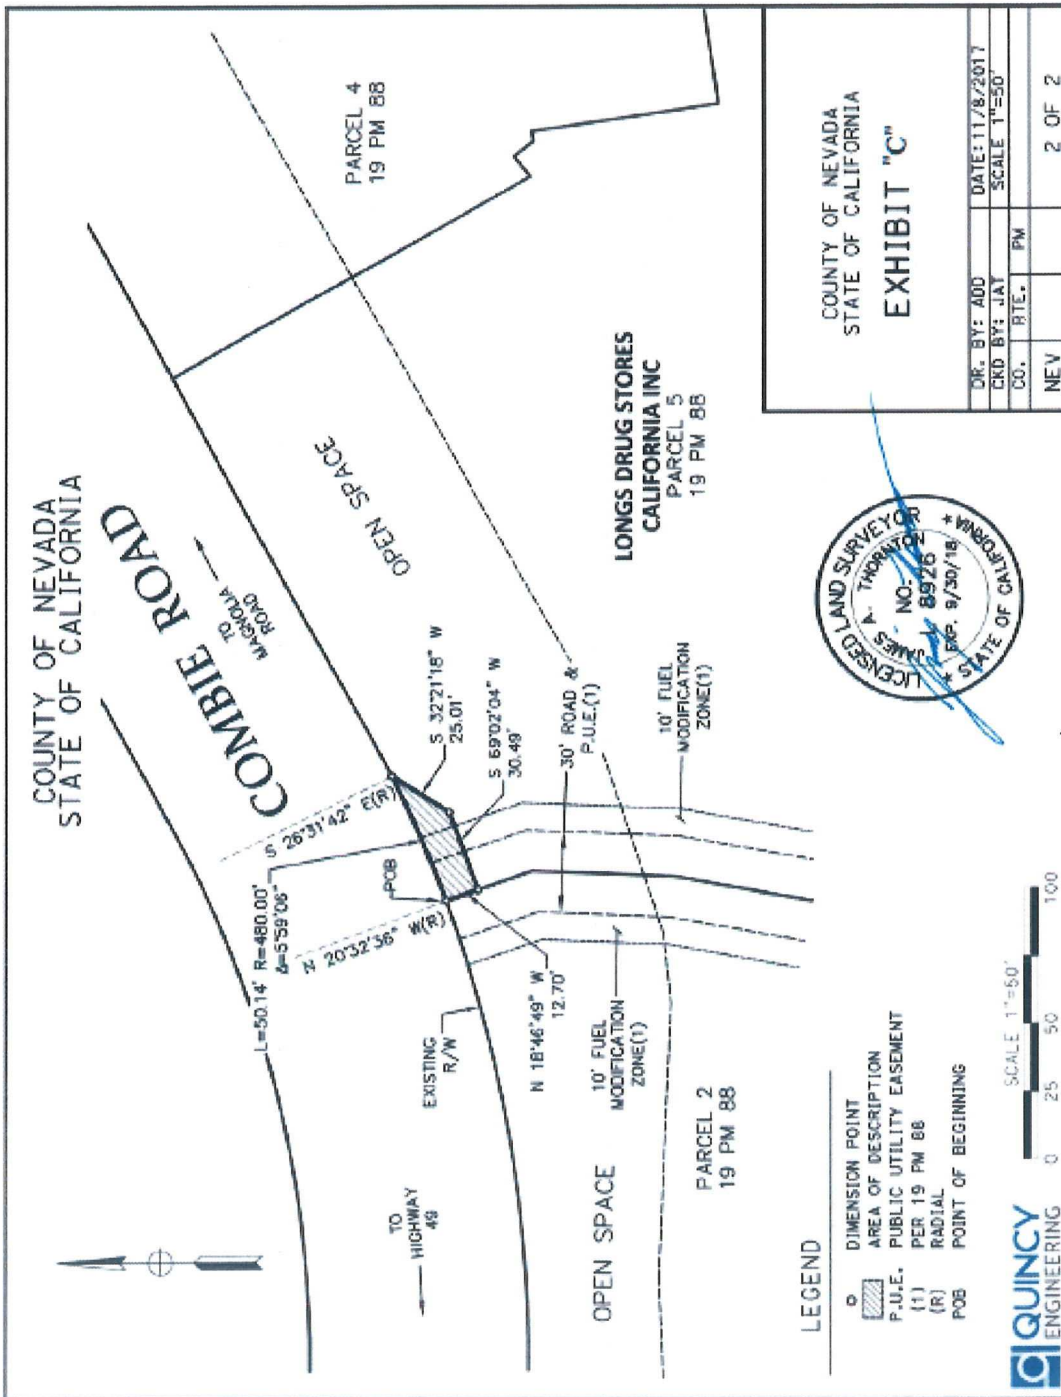 COUNTY OF NEVADA
STATE OF CALIFORNIA
COMBIE ROAD
TO
MAGNOLIA
ROAD
PARCEL 4
19 PM 88
OPEN SPACE
L=50.14' R=480.00'
Δ=5°59'06"
S 26°31'42" E(R)
N 20°32'36" W(R)
POB
EXISTING
R/W
TO
HIGHWAY
49
S 32°21'18" W
25.01'
S 69°02'04" W
30.49'
30' ROAD &
P.U.E.(1)
N 18°46'49" W
12.70'
10' FUEL
MODIFICATION
ZONE(1)
10' FUEL
MODIFICATION
ZONE(1)
OPEN SPACE
PARCEL 2
19 PM 88
LONGS DRUG STORES
CALIFORNIA INC
PARCEL 5
19 PM 88
LEGEND
DIMENSION POINT
AREA OF DESCRIPTION
P.U.E. PUBLIC UTILITY EASEMENT
(1) PER 19 PM 88
(R) RADIAL
POB POINT OF BEGINNING
LICENSED LAND SURVEYOR
JAMES A. THORNTON
NO.
8926
EXP. 9/30/18
★ STATE OF CALIFORNIA ★
COUNTY OF NEVADA
STATE OF CALIFORNIA
EXHIBIT "C"
DR. BY: ADD DATE: 11/8/2017
CKD BY: JAT SCALE 1"=50'
CO. RTE. PM
NEV 2 OF 2
QUINCY
ENGINEERING
SCALE 1"=50'
0 25 50 100